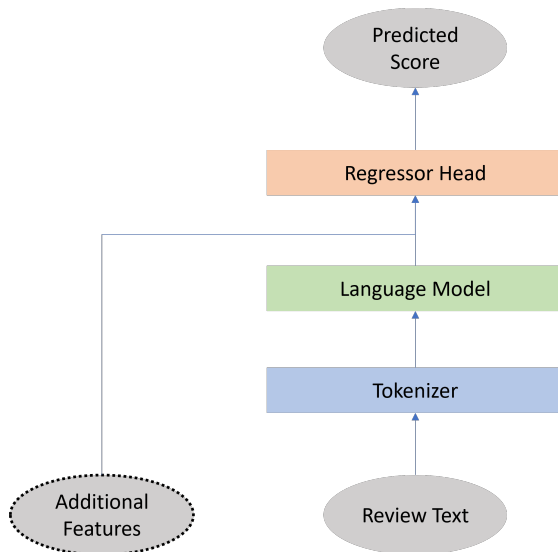 Predicted
Score
Regressor Head
Language Model
Tokenizer
Additional
Features
Review Text